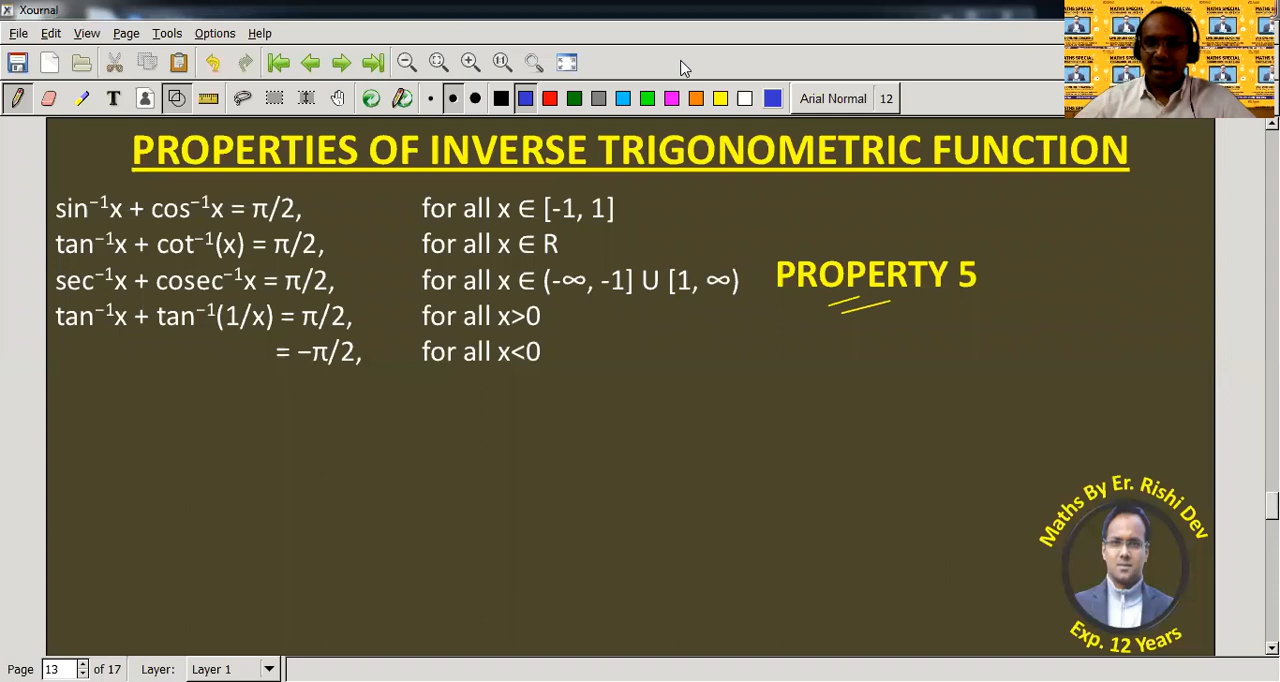 Xournal
File Edit View Page Tools Options Help
Arial Normal 12
PROPERTIES OF INVERSE TRIGONOMETRIC FUNCTION
sin⁻¹x + cos⁻¹x = π/2, for all x ∈ [-1, 1]
tan⁻¹x + cot⁻¹(x) = π/2, for all x ∈ R
sec⁻¹x + cosec⁻¹x = π/2, for all x ∈ (-∞, -1] U [1, ∞)
PROPERTY 5
tan⁻¹x + tan⁻¹(1/x) = π/2, for all x>0
= −π/2, for all x<0
Maths By Er. Rishi Dev
Exp. 12 Years
Page 13 of 17 Layer: Layer 1
MATHS SPECIAL